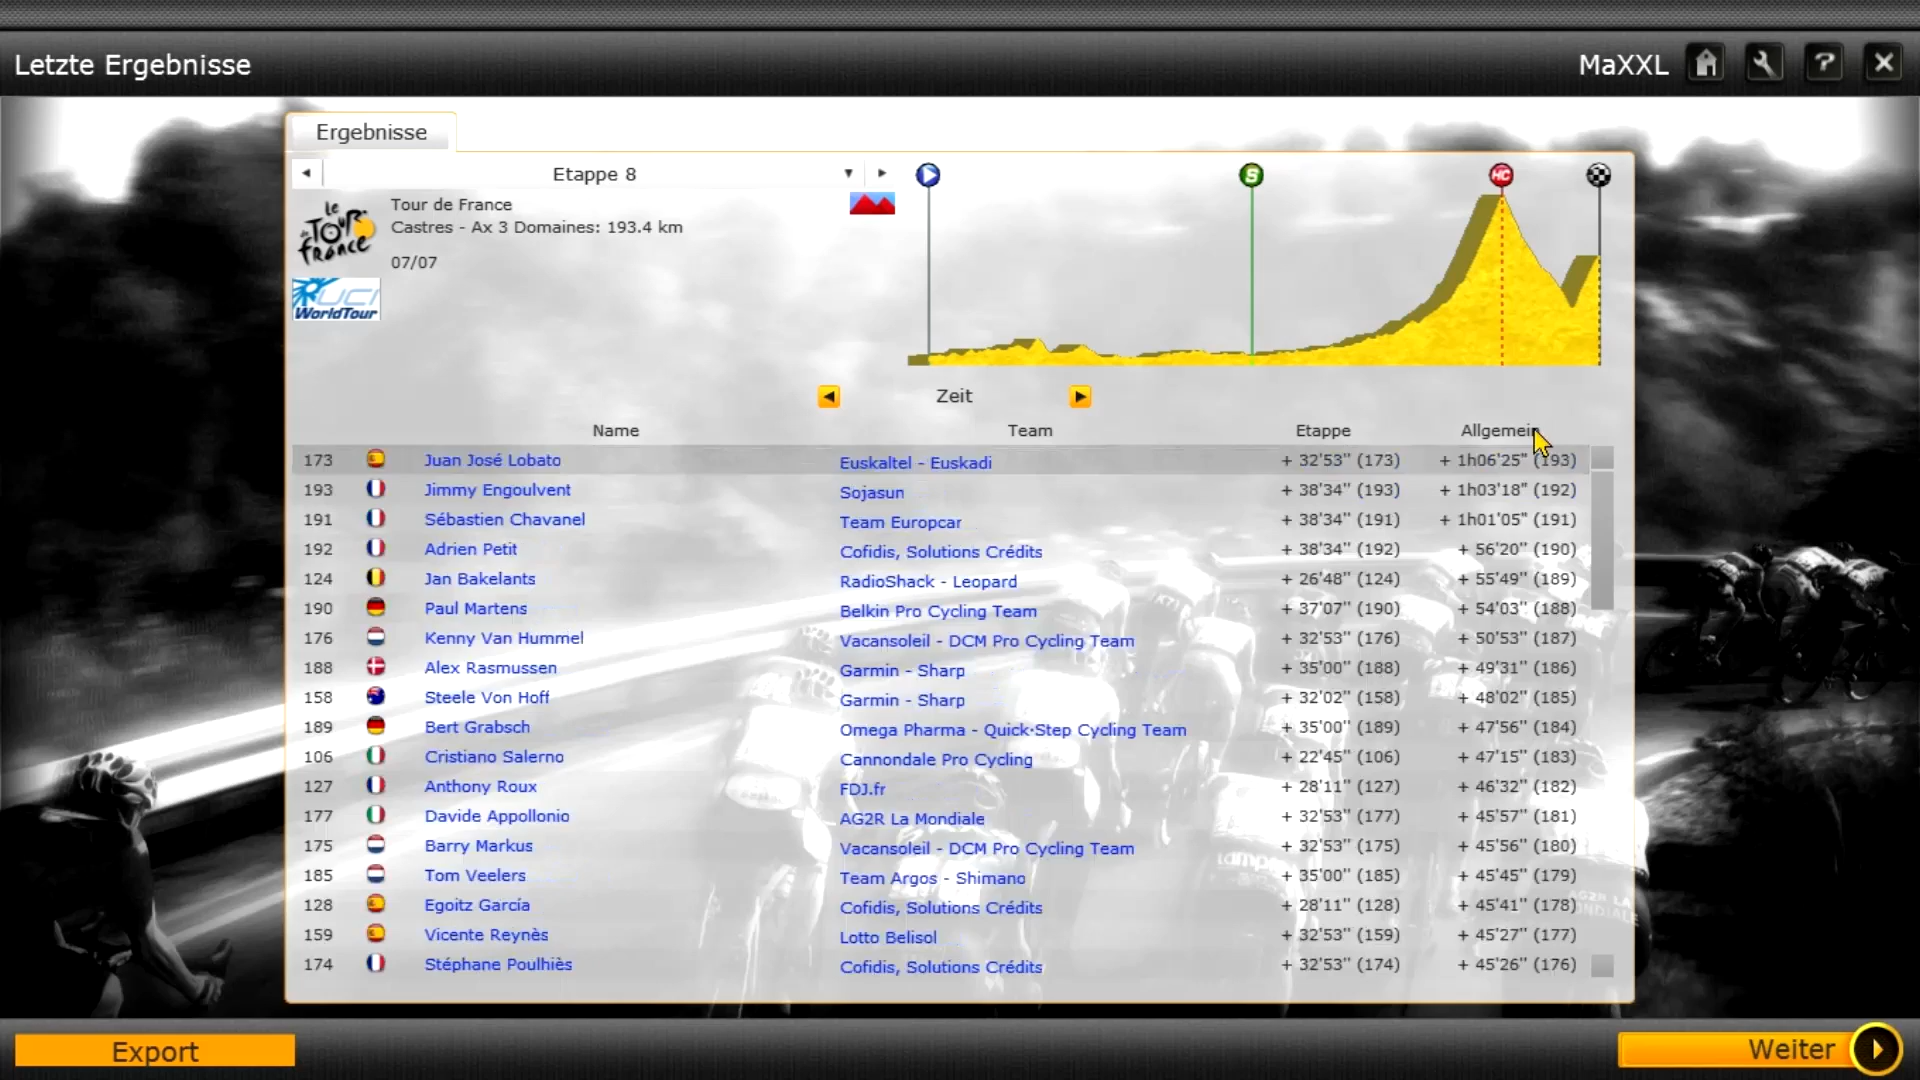 Letzte Ergebnisse
MaXXL
Ergebnisse
Etappe 8
S
HC
le TOUR de france
Tour de France
Castres - Ax 3 Domaines: 193.4 km
07/07
UCI
WorldTour
Zeit
Name Team Etappe Allgemein
173 Juan José Lobato Euskaltel - Euskadi + 32'53'' (173) + 1h06'25'' (193)
193 Jimmy Engoulvent Sojasun + 38'34'' (193) + 1h03'18'' (192)
191 Sébastien Chavanel Team Europcar + 38'34'' (191) + 1h01'05'' (191)
192 Adrien Petit Cofidis, Solutions Crédits + 38'34'' (192) + 56'20'' (190)
124 Jan Bakelants RadioShack - Leopard + 26'48'' (124) + 55'49'' (189)
190 Paul Martens Belkin Pro Cycling Team + 37'07'' (190) + 54'03'' (188)
176 Kenny Van Hummel Vacansoleil - DCM Pro Cycling Team + 32'53'' (176) + 50'53'' (187)
188 Alex Rasmussen Garmin - Sharp + 35'00'' (188) + 49'31'' (186)
158 Steele Von Hoff Garmin - Sharp + 32'02'' (158) + 48'02'' (185)
189 Bert Grabsch Omega Pharma - Quick·Step Cycling Team + 35'00'' (189) + 47'56'' (184)
106 Cristiano Salerno Cannondale Pro Cycling + 22'45'' (106) + 47'15'' (183)
127 Anthony Roux FDJ.fr + 28'11'' (127) + 46'32'' (182)
177 Davide Appollonio AG2R La Mondiale + 32'53'' (177) + 45'57'' (181)
175 Barry Markus Vacansoleil - DCM Pro Cycling Team + 32'53'' (175) + 45'56'' (180)
185 Tom Veelers Team Argos - Shimano + 35'00'' (185) + 45'45'' (179)
128 Egoitz García Cofidis, Solutions Crédits + 28'11'' (128) + 45'41'' (178)
159 Vicente Reynès Lotto Belisol + 32'53'' (159) + 45'27'' (177)
174 Stéphane Poulhiès Cofidis, Solutions Crédits + 32'53'' (174) + 45'26'' (176)
Export
Weiter